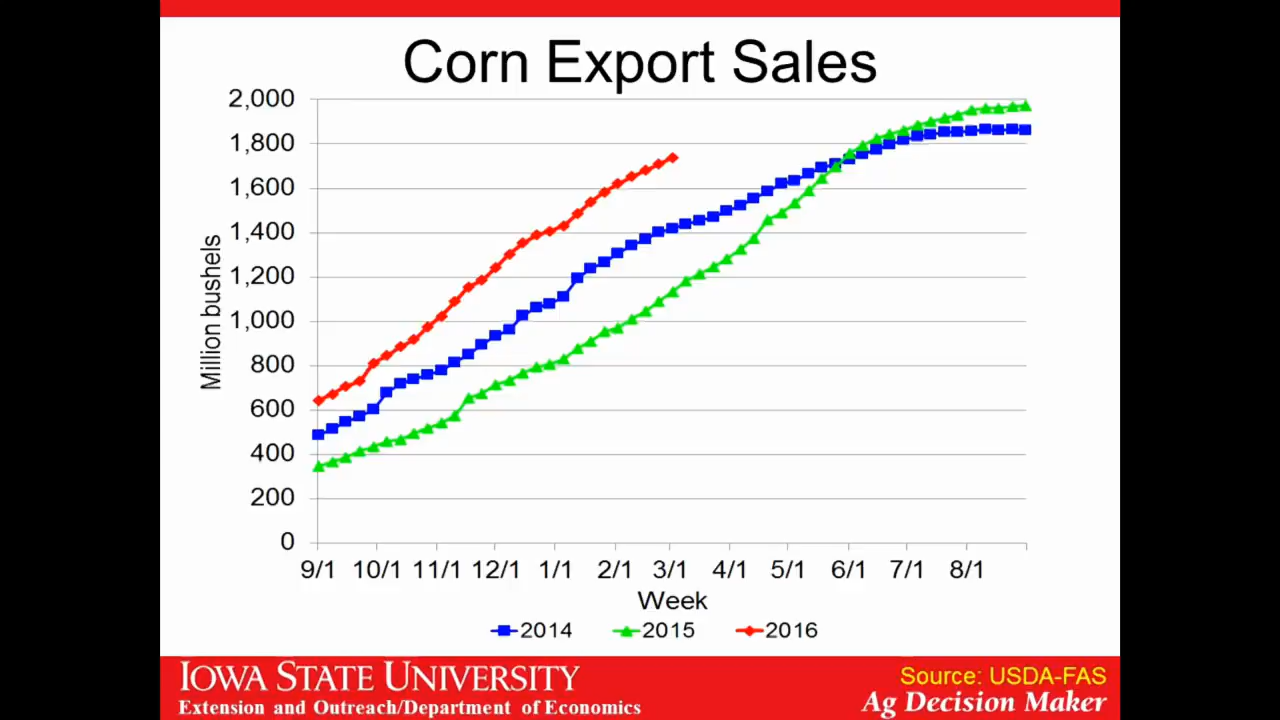 Corn Export Sales
2,000
1,800
1,600
1,400
1,200
1,000
800
600
400
200
0
Million bushels
9/1 10/1 11/1 12/1 1/1 2/1 3/1 4/1 5/1 6/1 7/1 8/1
Week
2014 2015 2016
IOWA STATE UNIVERSITY
Extension and Outreach/Department of Economics
Source: USDA-FAS
Ag Decision Maker